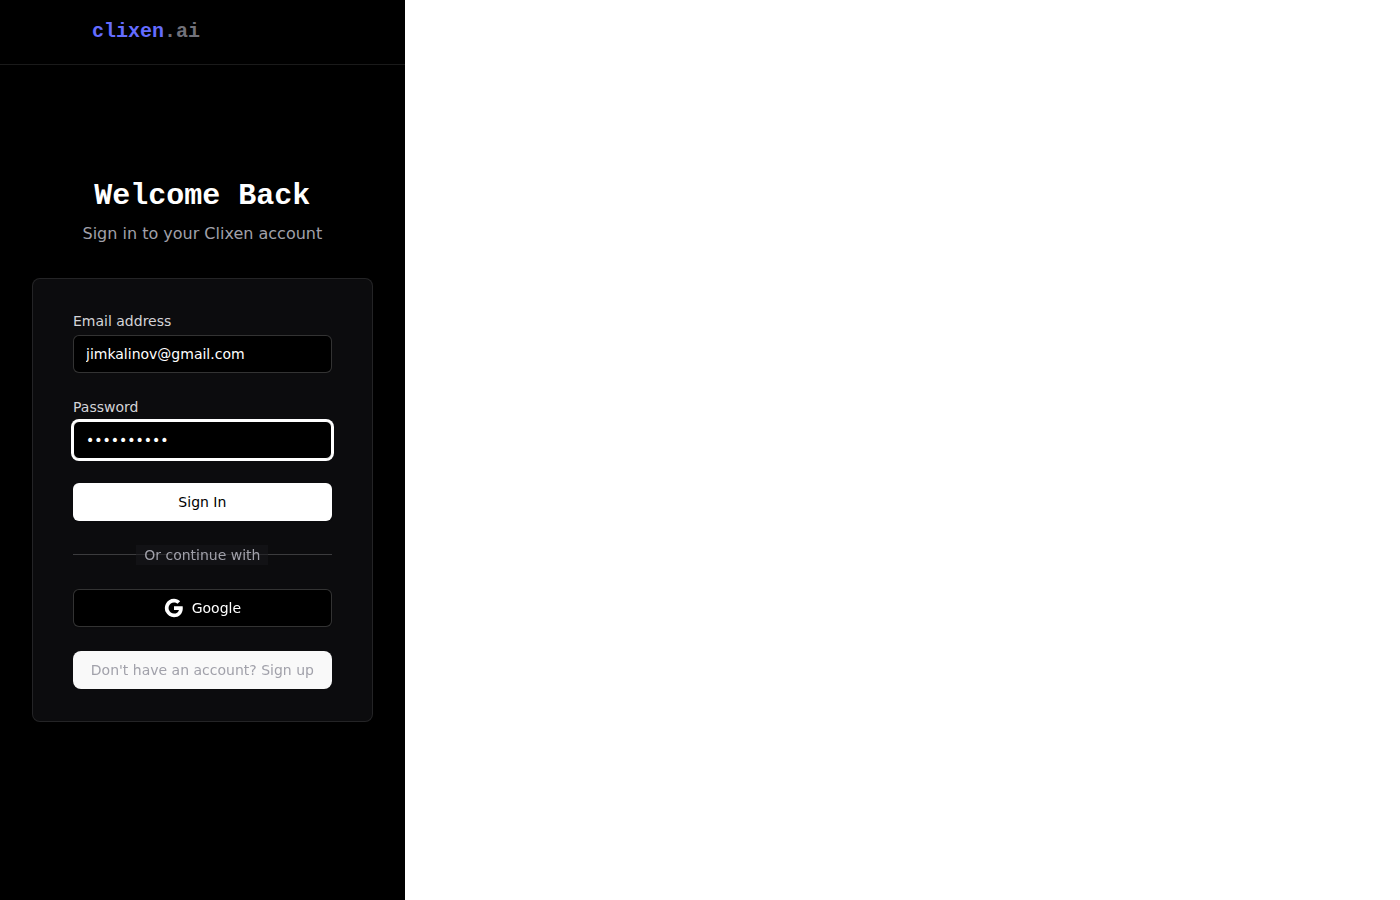 clixen.ai
Welcome Back
Sign in to your Clixen account
Email address
jimkalinov@gmail.com
Password
••••••••••
Sign In
Or continue with
Google
Don't have an account? Sign up